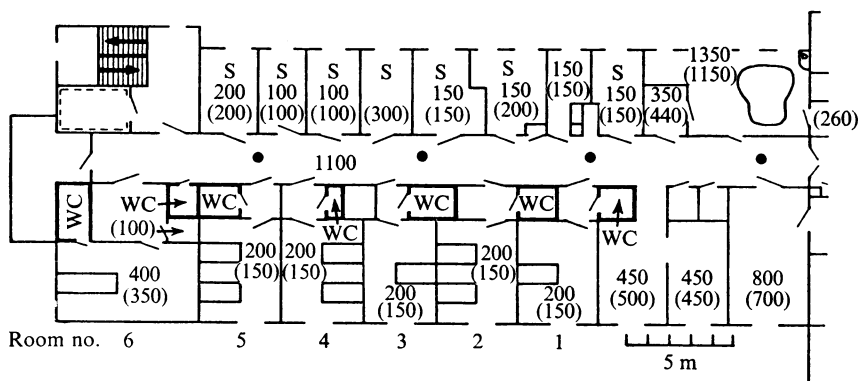 S S S S S S
200 100 100 150 150 150 150 350 1350
(200) (100) (100) (300) (150) (200) (150) (150) (440) (1150)
(260)
1100
WC WC WC WC WC
(100) WC WC
400 200 200 200 450 450 800
(350) (150) (150) (150) (500) (450) (700)
200 200
(150) (150)
Room no. 6 5 4 3 2 1
5 m